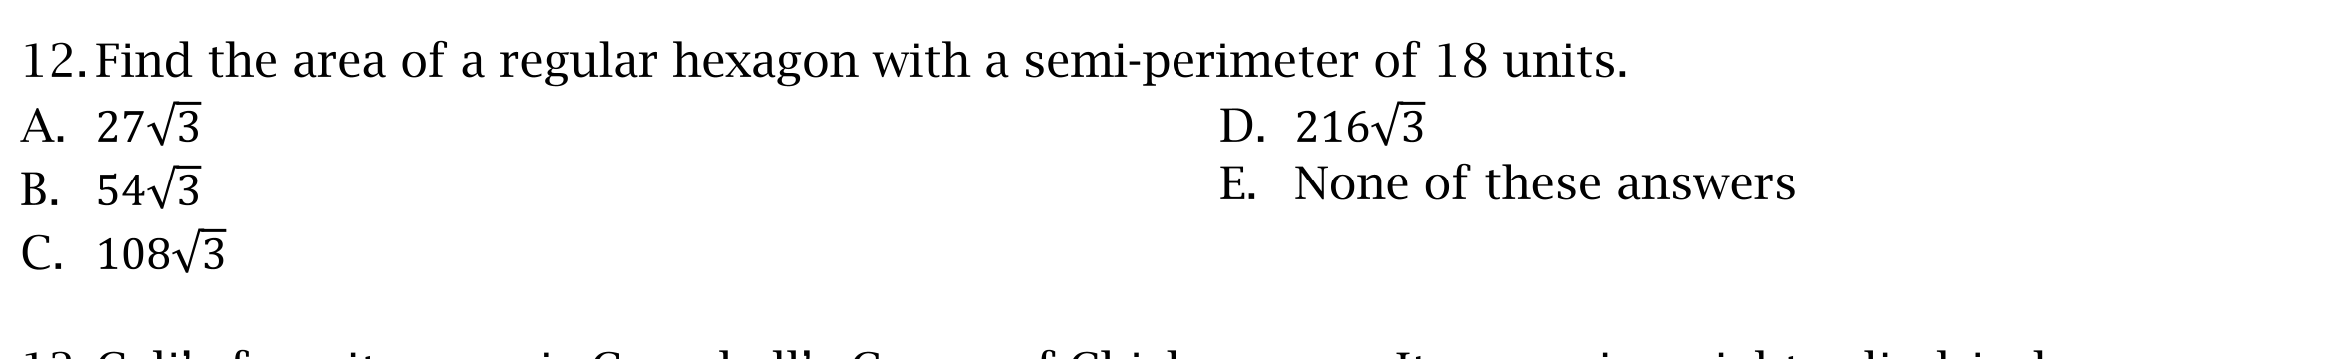 12. Find the area of a regular hexagon with a semi-perimeter of 18 units.
A. 27√3
B. 54√3
C. 108√3
D. 216√3
E. None of these answers